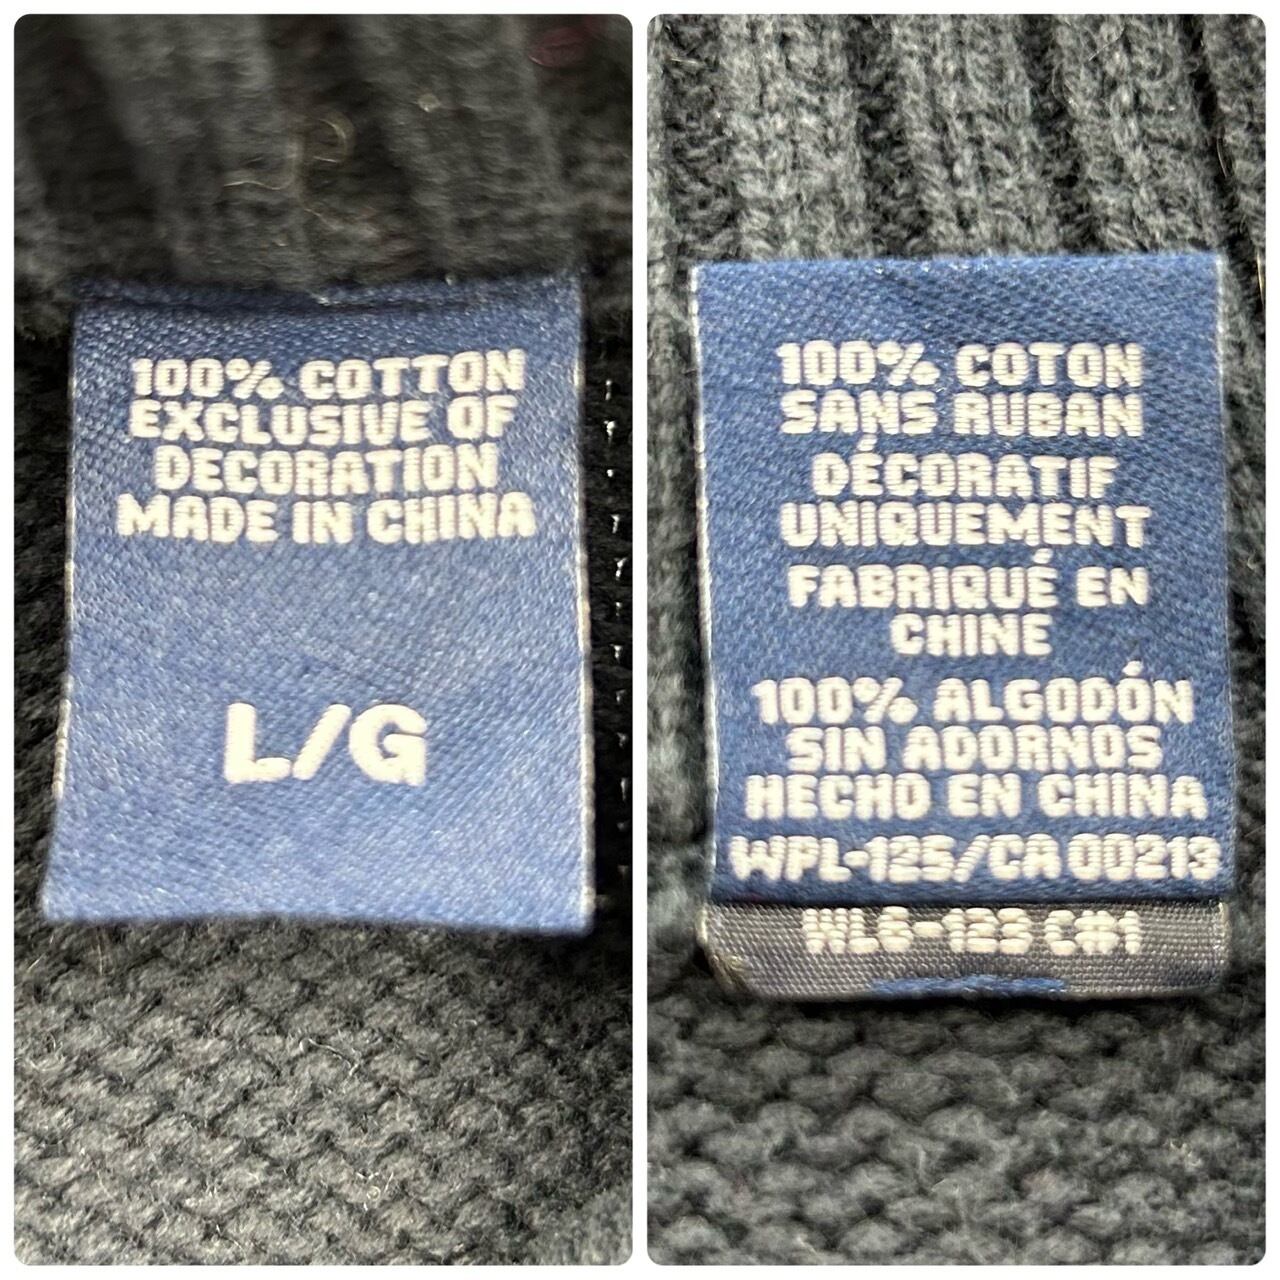 100% COTTON
EXCLUSIVE OF
DECORATION
MADE IN CHINA
L/G
100% COTON
SANS RUBAN
DÉCORATIF
UNIQUEMENT
FABRIQUÉ EN
CHINE
100% ALGODÓN
SIN ADORNOS
HECHO EN CHINA
WPL-125/CA 00213